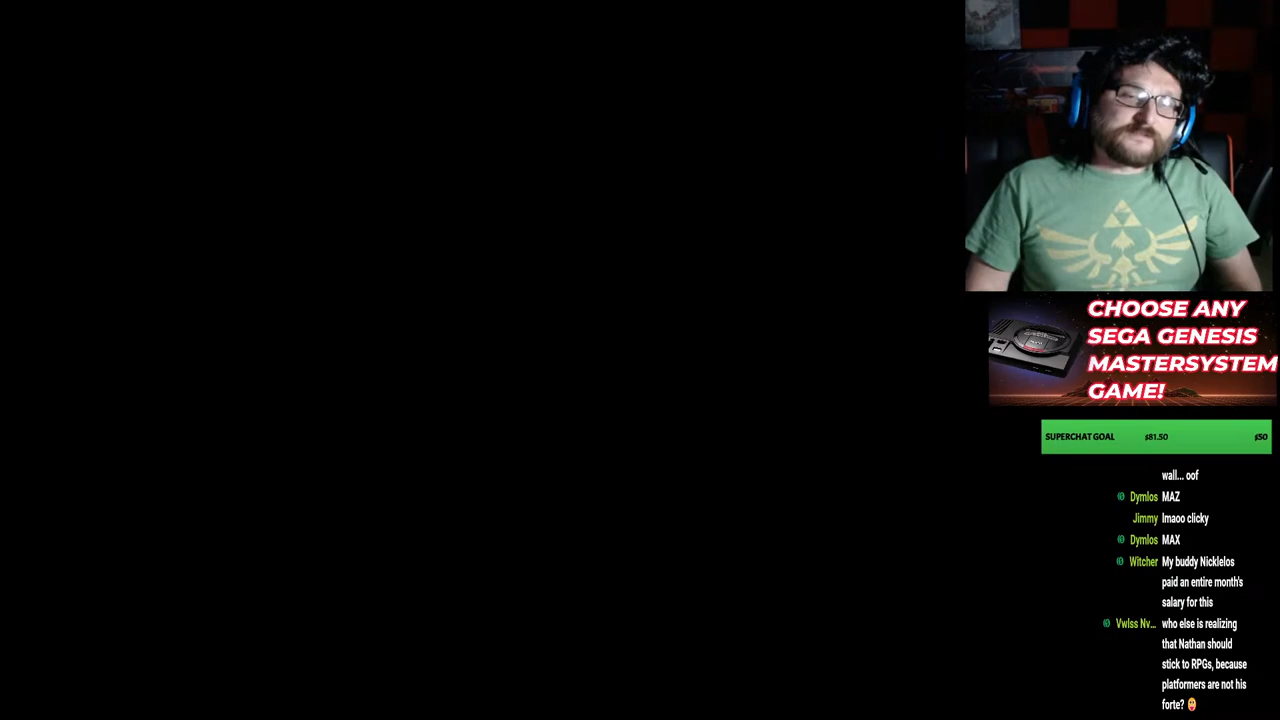 CHOOSE ANY
SEGA GENESIS
MASTERSYSTEM
GAME!
SUPERCHAT GOAL $81.50 $50
wall... oof
Dymlos MAZ
Jimmy lmaoo clicky
Dymlos MAX
Witcher My buddy Nicklelos
paid an entire month's
salary for this
Vwlss Nv... who else is realizing
that Nathan should
stick to RPGs, because
platformers are not his
forte? 😛